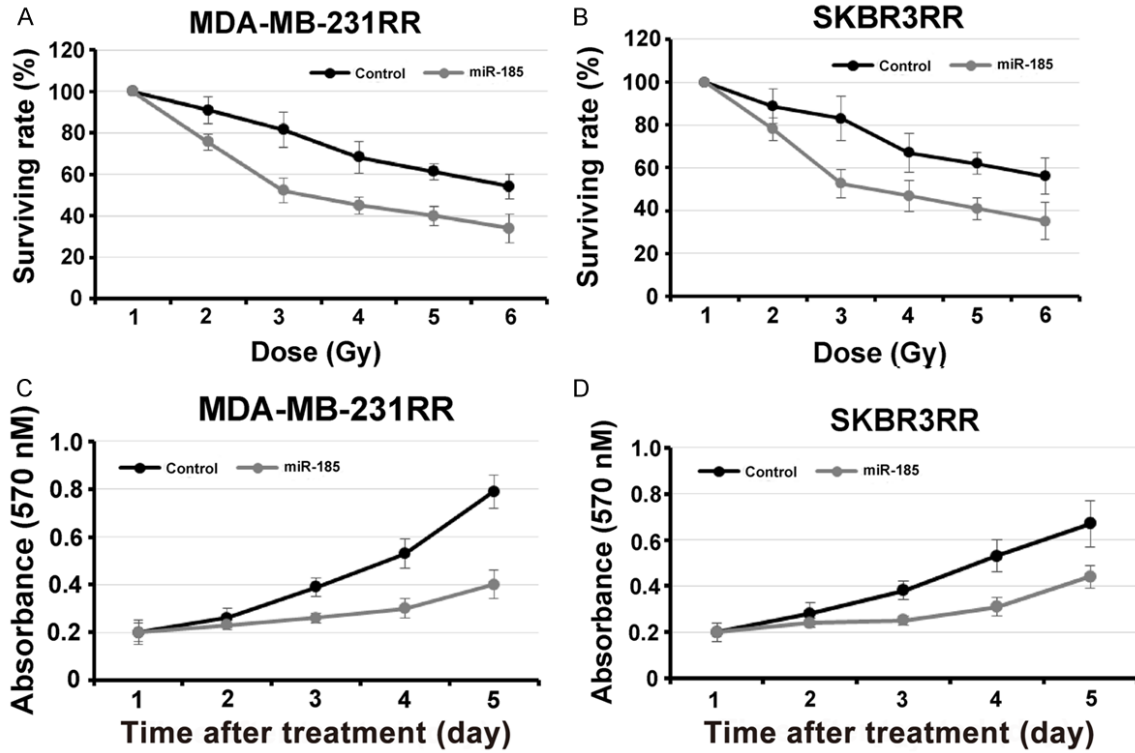 A
MDA-MB-231RR
Surviving rate (%)
120
100
80
60
40
20
0
Control
miR-185
1 2 3 4 5 6
Dose (Gy)
B
SKBR3RR
Surviving rate (%)
120
100
80
60
40
20
0
Control
miR-185
1 2 3 4 5 6
Dose (Gy)
C
MDA-MB-231RR
Absorbance (570 nM)
1.0
0.8
0.6
0.4
0.2
0
Control
miR-185
1 2 3 4 5
Time after treatment (day)
D
SKBR3RR
Absorbance (570 nM)
1.0
0.8
0.6
0.4
0.2
0
Control
miR-185
1 2 3 4 5
Time after treatment (day)